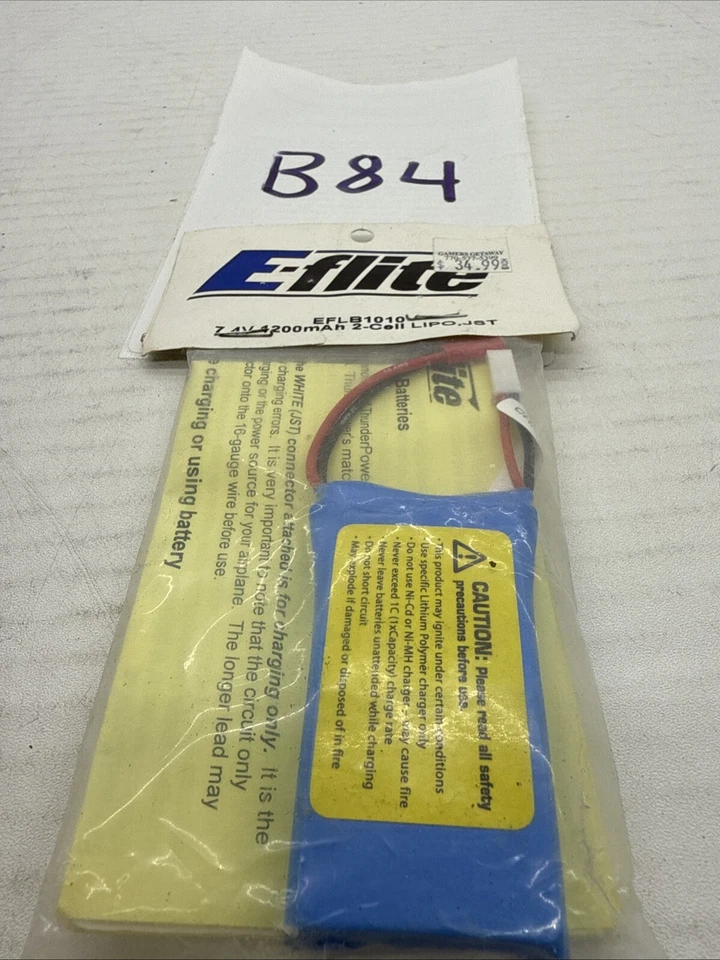 B84
E-flite
GAMERS GETAWAY
$ 34.99
EFLB1010
7.4V 1200mAh 2-Cell LIPO,JST
flite
Batteries
ThunderPower
's matc
he WHITE (JST) connector attached is for charging only. It is the
charging errors. It is very important to note that the circuit only
rging or the power source for your airplane. The longer lead may
ctor onto the 16-gauge wire before use.
charging or using battery
CAUTION: Please read all safety
precautions before use.
• This product may ignite under certain conditions
Use specific Lithium Polymer charger only
• Do not use Ni-Cd or Ni-MH charger - may cause fire
• Never exceed 1C (1xCapacity) charge rate
Never leave batteries unattended while charging
• Do not short circuit
• May explode if damaged or disposed of in fire